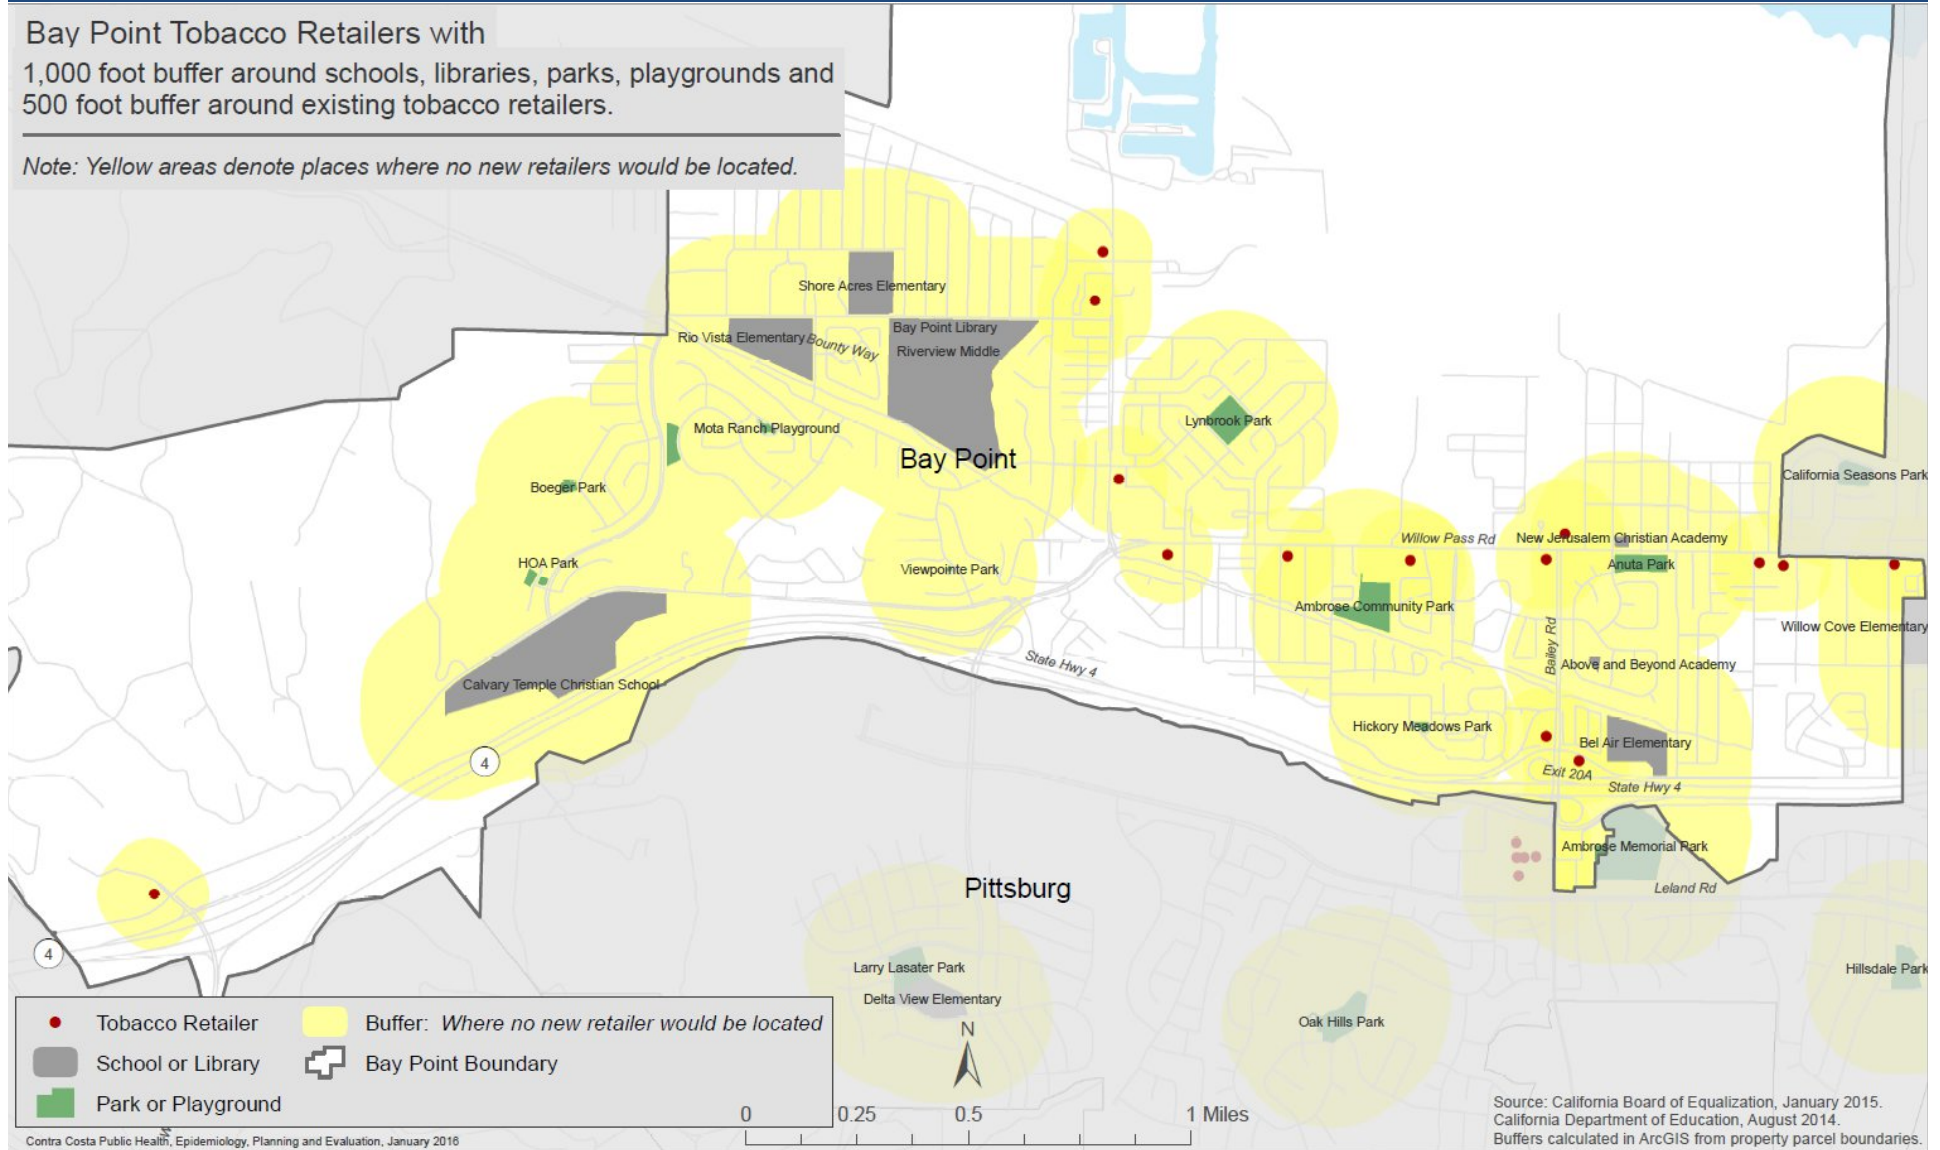 Bay Point Tobacco Retailers with
1,000 foot buffer around schools, libraries, parks, playgrounds and
500 foot buffer around existing tobacco retailers.
Note: Yellow areas denote places where no new retailers would be located.
Shore Acres Elementary
Rio Vista Elementary
Bounty Way
Bay Point Library
Riverview Middle
Mota Ranch Playground
Lynbrook Park
Bay Point
Boeger Park
California Seasons Park
Willow Pass Rd
New Jerusalem Christian Academy
HOA Park
Viewpointe Park
Anuta Park
Ambrose Community Park
Bailey Rd
Willow Cove Elementary
State Hwy 4
Above and Beyond Academy
Calvary Temple Christian School
Hickory Meadows Park
Bel Air Elementary
4
Exit 20A
State Hwy 4
Ambrose Memorial Park
Pittsburg
Leland Rd
4
Larry Lasater Park
Delta View Elementary
Hillsdale Park
Oak Hills Park
N
Tobacco Retailer
Buffer: Where no new retailer would be located
School or Library
Bay Point Boundary
Park or Playground
0 0.25 0.5 1 Miles
Contra Costa Public Health, Epidemiology, Planning and Evaluation, January 2016
Source: California Board of Equalization, January 2015.
California Department of Education, August 2014.
Buffers calculated in ArcGIS from property parcel boundaries.